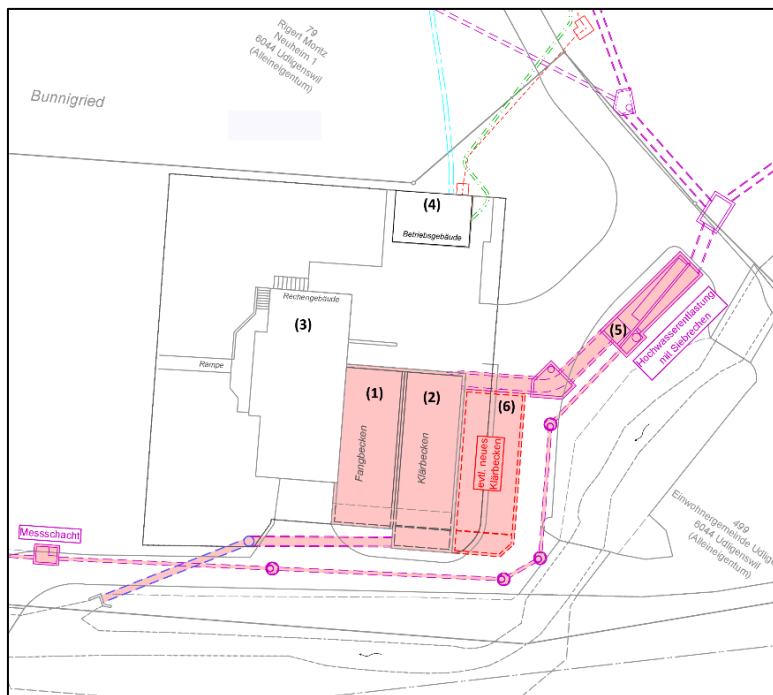 79
Rigert Moritz
Neuheim 1
6044 Udligenswil
(Alleineigentum)
Bunnigried
(4)
Betriebsgebäude
Rechengebäude
(3)
(5)
Hochwasserentlastung
mit Siebrechen
Rampe
(1)
(2)
(6)
Fangbecken
Klärbecken
evtl. neues
Klärbecken
Messschacht
499
Einwohnergemeinde Udlige
6044 Udligenswil
(Alleineigentum)